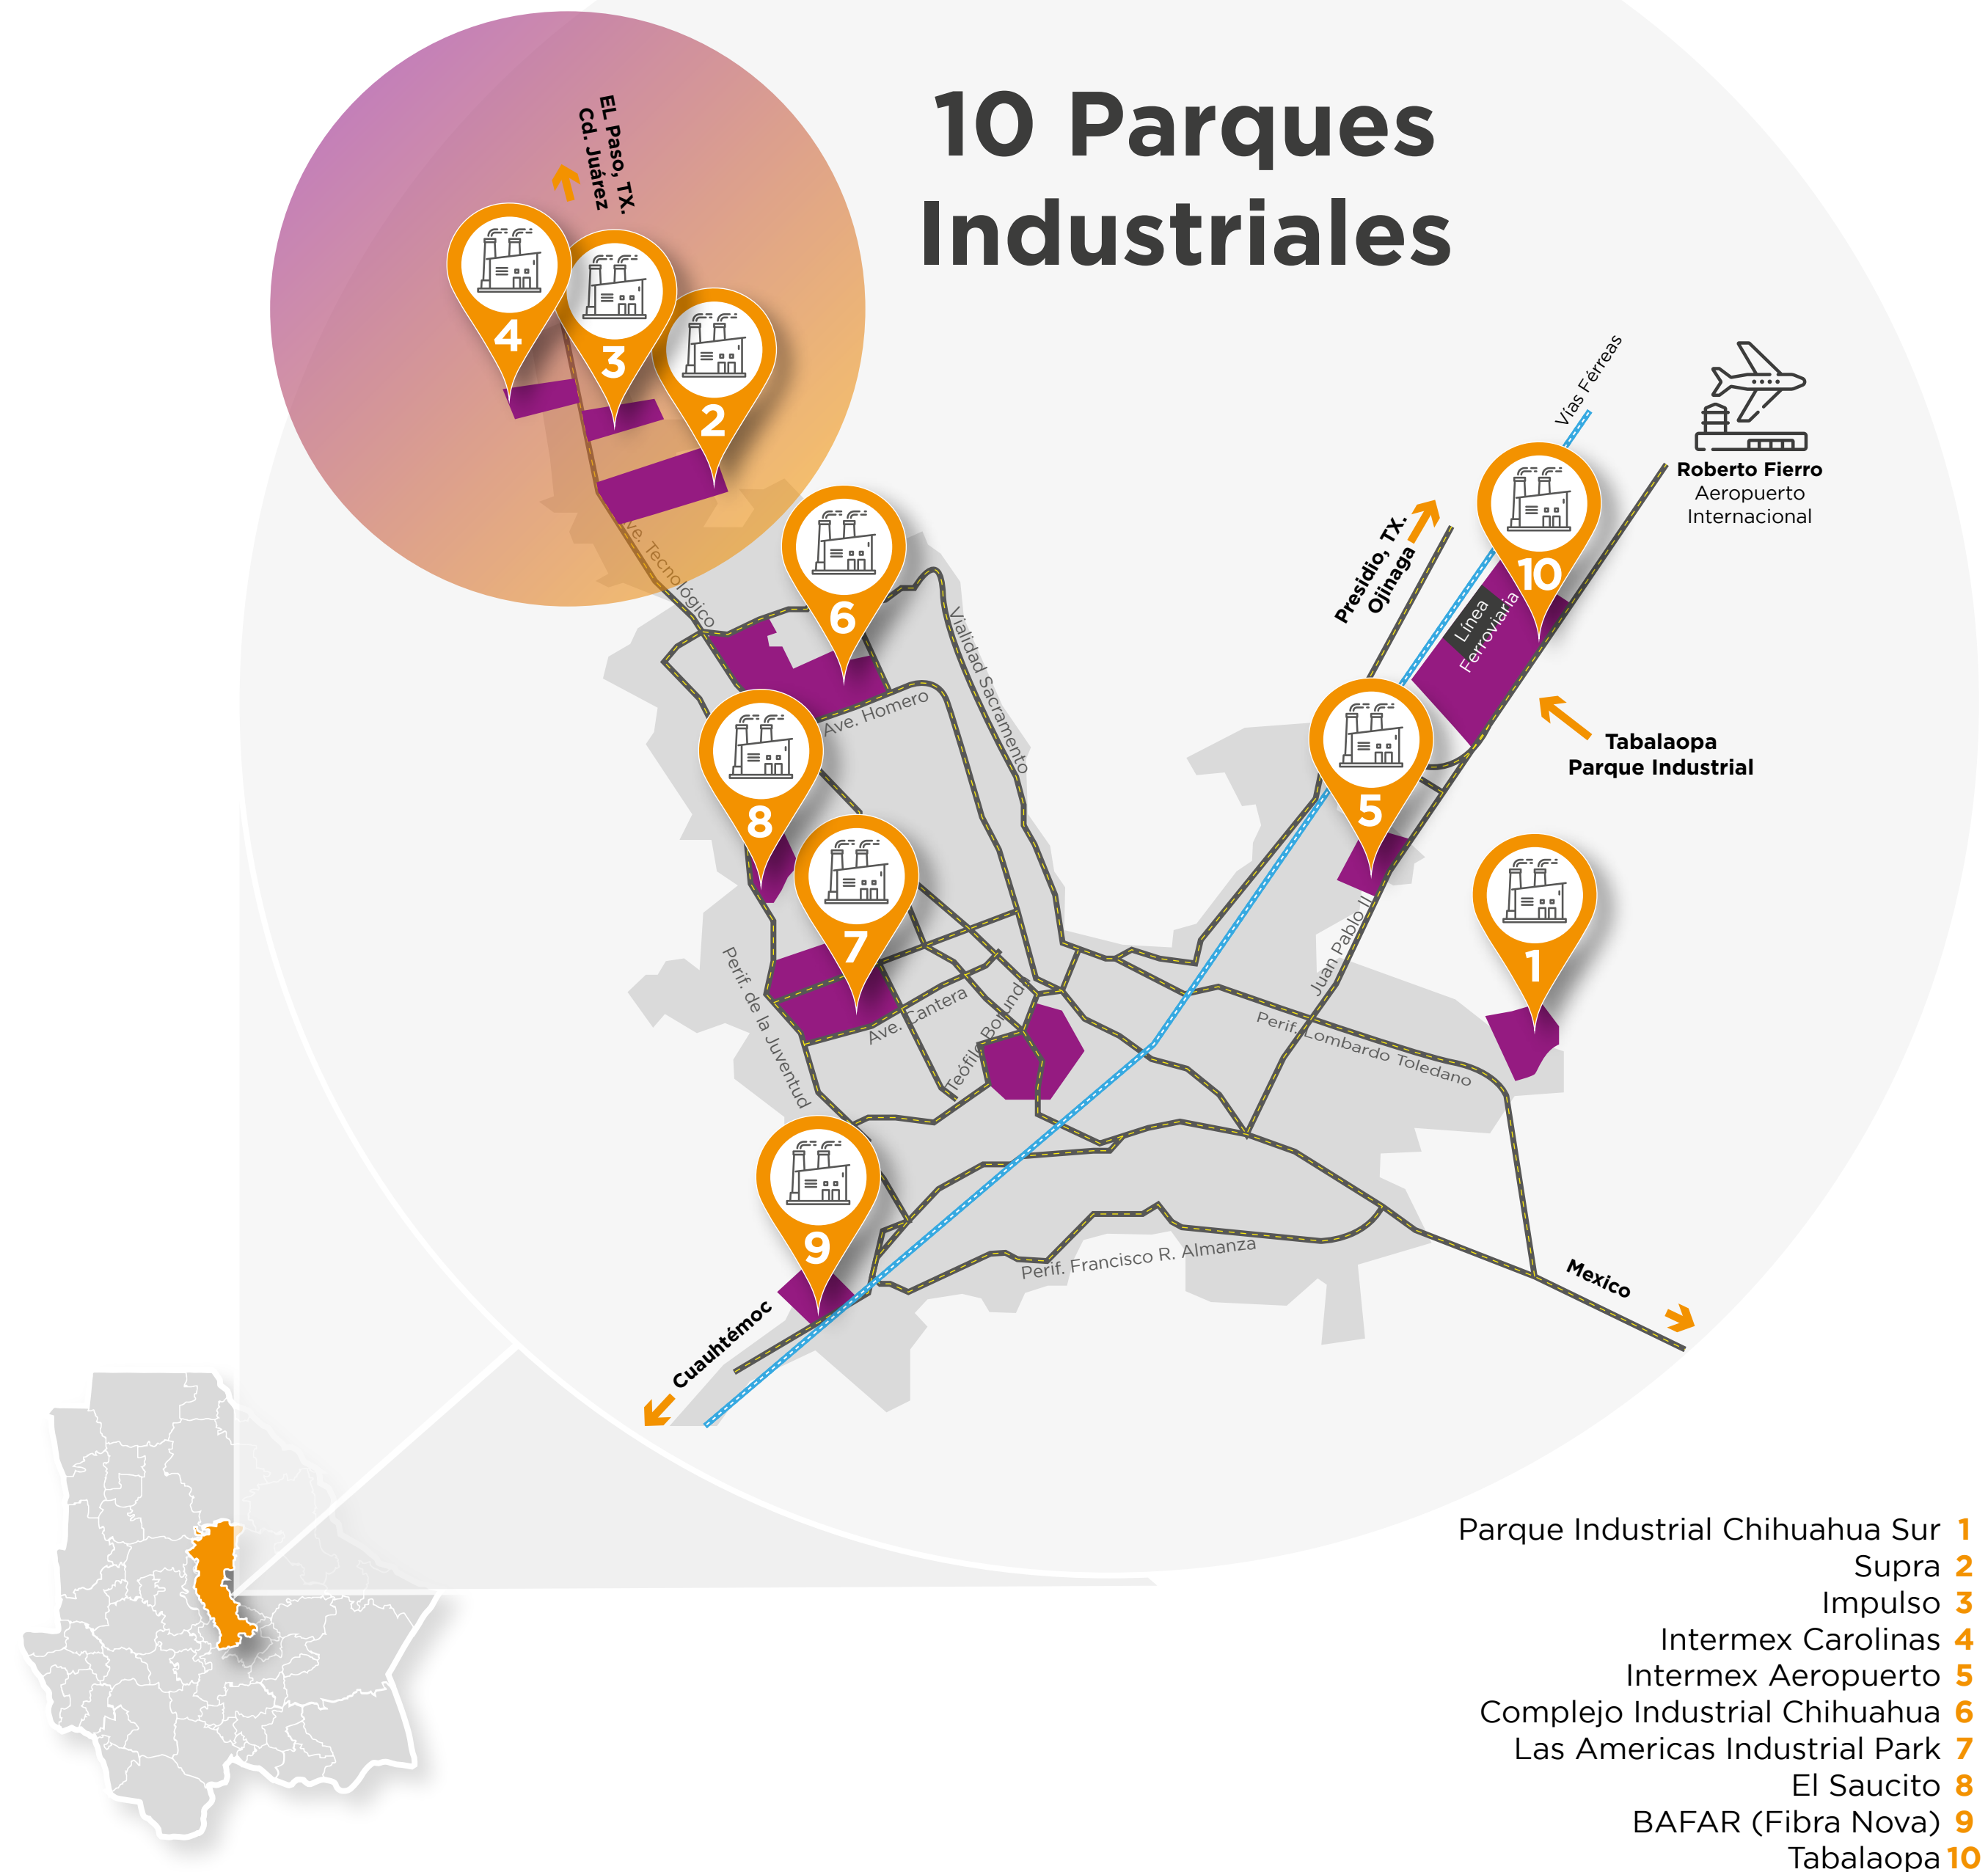 10 Parques
Industriales
EL Paso, TX.
Cd. Juárez
4
3
2
6
8
7
9
10
5
1
Vías Férreas
Roberto Fierro
Aeropuerto
Internacional
Presidio, TX.
Ojinaga
Línea
Ferroviaria
Tabalaopa
Parque Industrial
Ave. Tecnológico
Vialidad Sacramento
Ave. Homero
Juan Pablo II
Perif. de la Juventud
Ave. Cantera
Teófilo Borunda
Perif. Lombardo Toledano
Perif. Francisco R. Almanza
Mexico
Cuauhtémoc
Parque Industrial Chihuahua Sur 1
Supra 2
Impulso 3
Intermex Carolinas 4
Intermex Aeropuerto 5
Complejo Industrial Chihuahua 6
Las Americas Industrial Park 7
El Saucito 8
BAFAR (Fibra Nova) 9
Tabalaopa 10